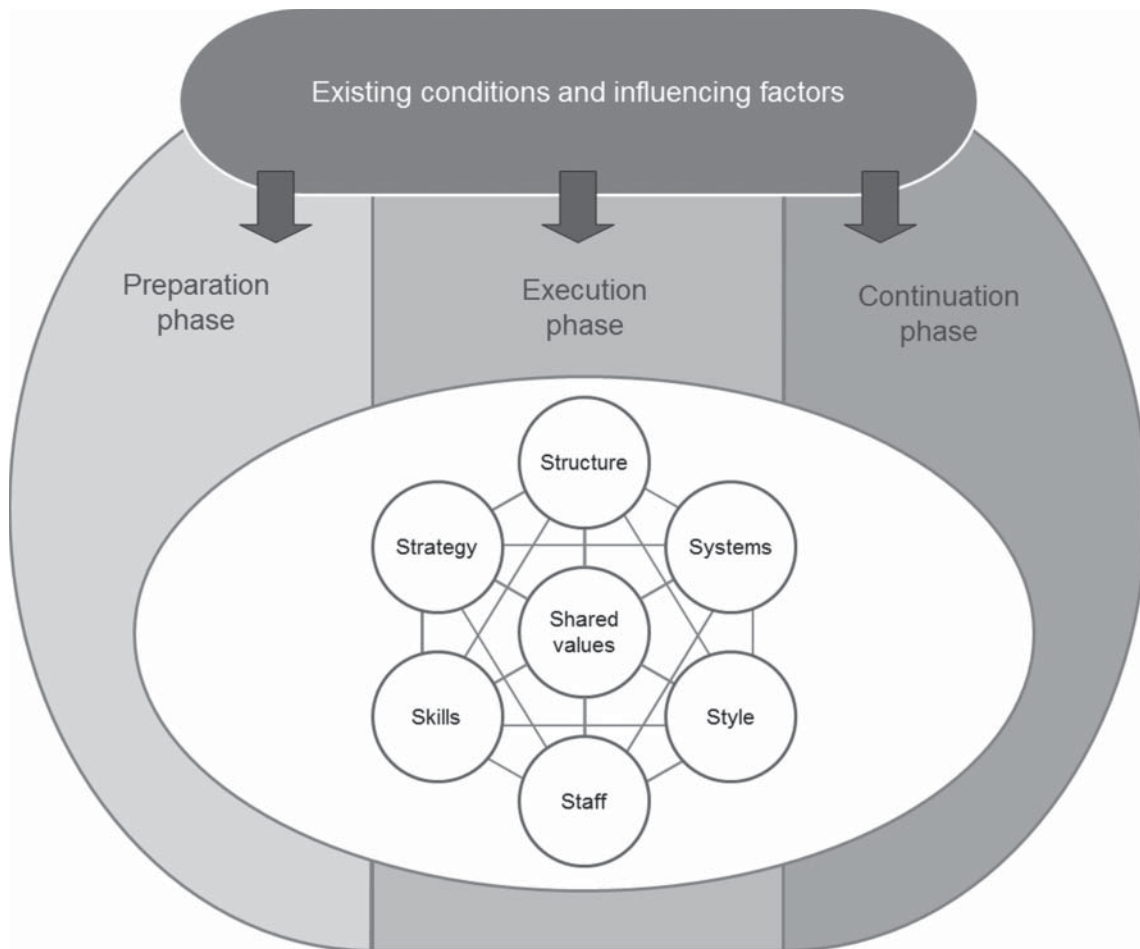 Existing conditions and influencing factors
Preparation
phase
Execution
phase
Continuation
phase
Structure
Strategy
Systems
Shared
values
Skills
Style
Staff